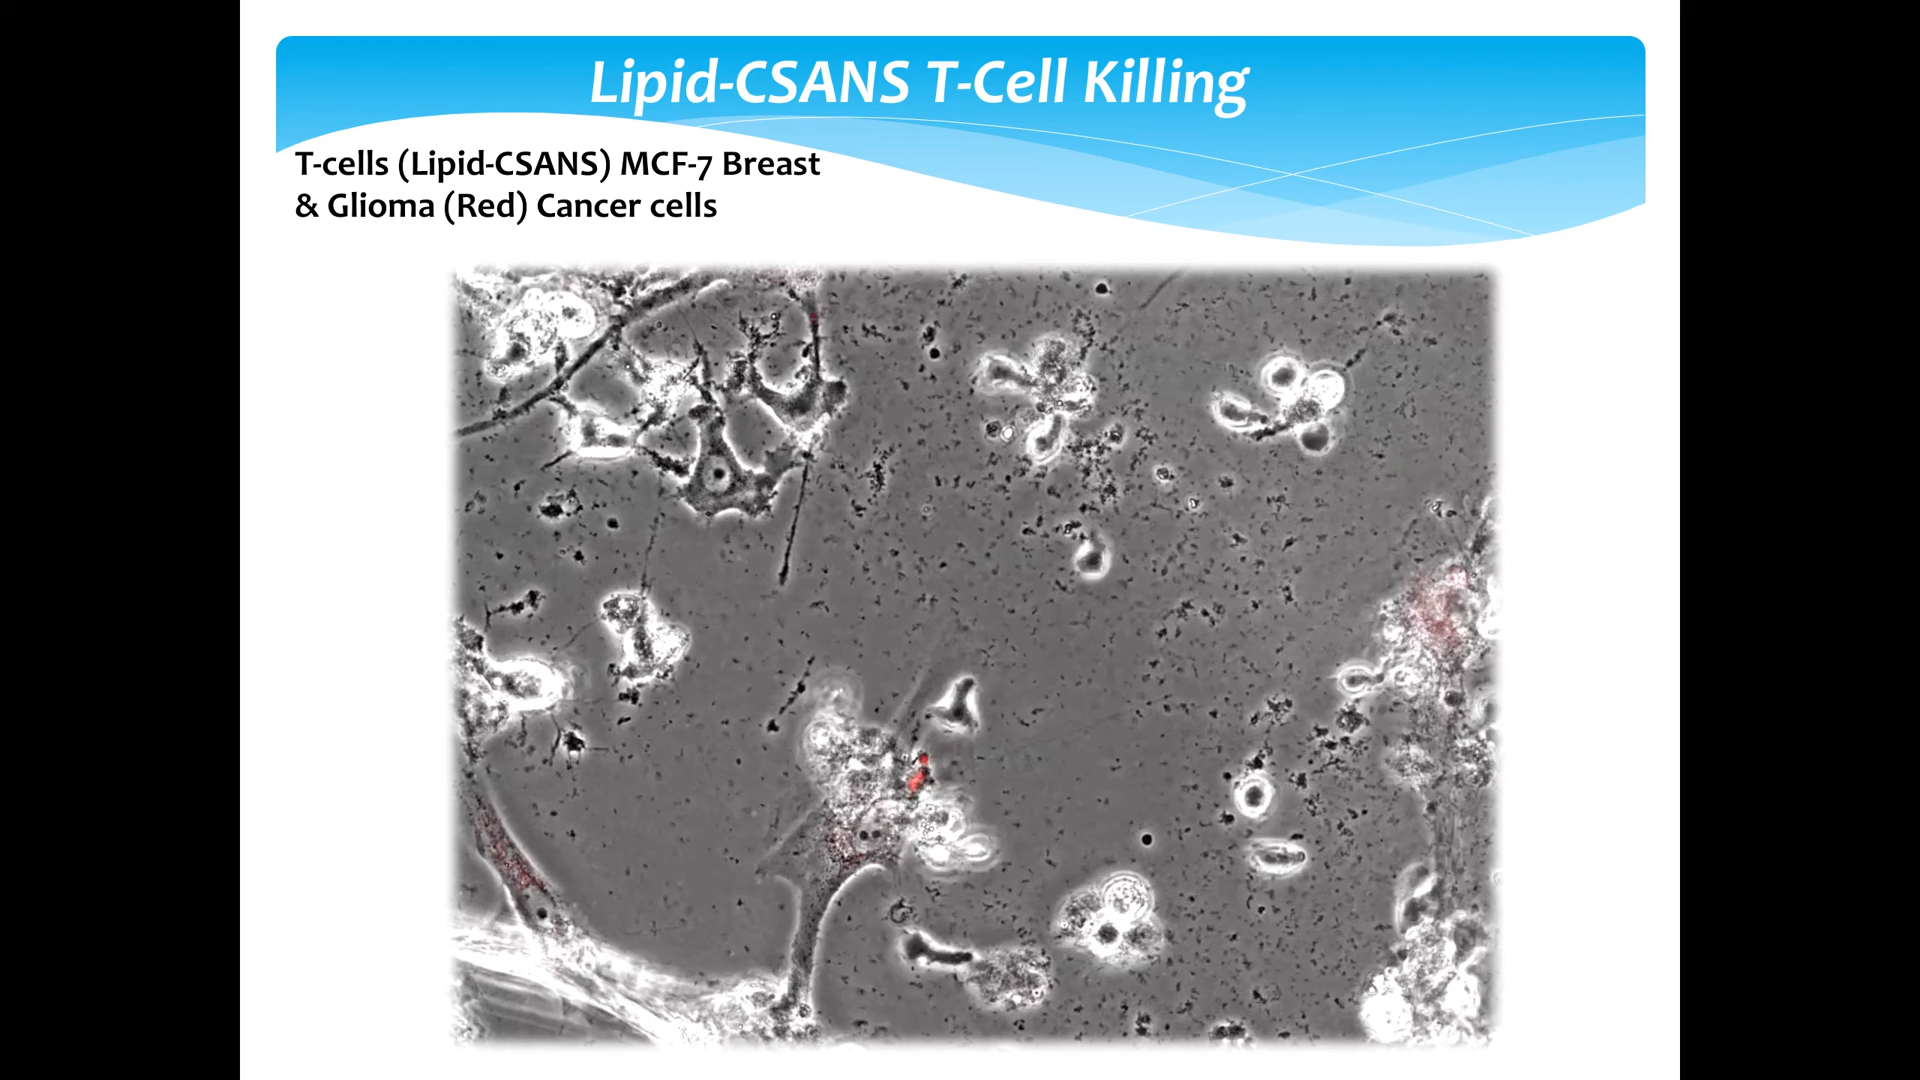 Lipid-CSANS T-Cell Killing
T-cells (Lipid-CSANS) MCF-7 Breast
& Glioma (Red) Cancer cells